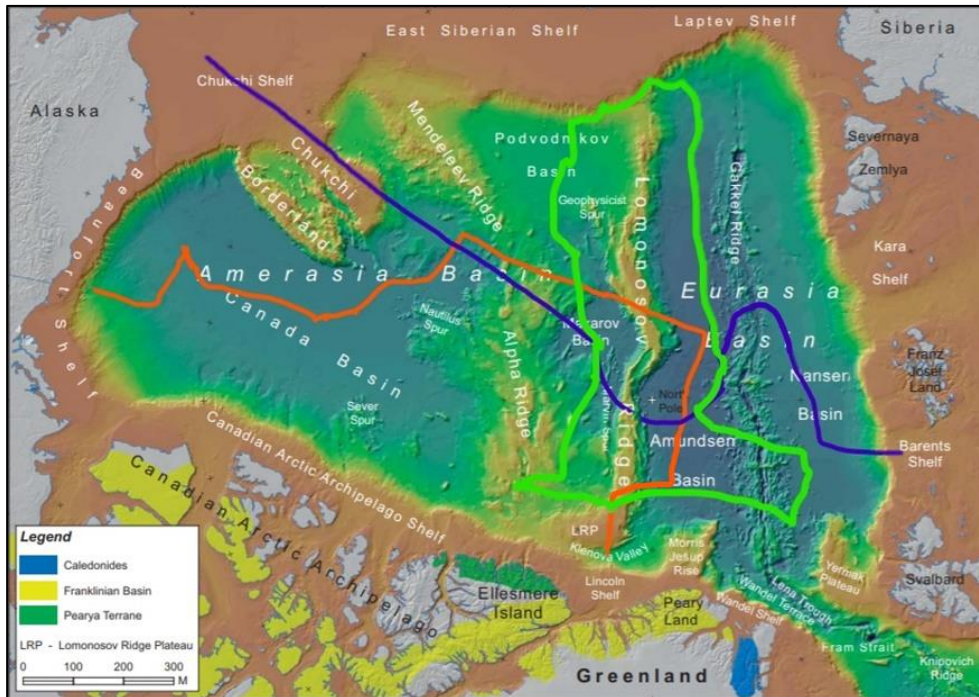 East Siberian Shelf
Laptev Shelf
Siberia
Alaska
Chukchi Shelf
Mendeleev Ridge
Podvodnikov
Basin
Severnaya
Zemlya
Chukchi
Borderland
Geophysicist
Spur
Lomonosov
Ridge
Gakkel Ridge
Kara
Shelf
Beaufort Shelf
Amerasia Basin
Eurasia
Basin
Canada Basin
Nautilus
Spur
Makarov
Basin
Alpha Ridge
Franz
Josef
Land
Nansen
Basin
North
Pole
Marvin Spur
Sever
Spur
Amundsen
Basin
Barents
Shelf
Canadian Arctic Archipelago Shelf
Canadian Arctic Archipelago
LRP
Klenova Valley
Morris
Jesup
Rise
Yermak
Plateau
Svalbard
Lincoln
Shelf
Ellesmere
Island
Peary
Land
Lena Trough
Wandel Terrace
Wandel Shelf
Fram Strait
Knipovich
Ridge
Greenland
Legend
Caledonides
Franklinian Basin
Pearya Terrane
LRP - Lomonosov Ridge Plateau
0 50 100 200 300
M